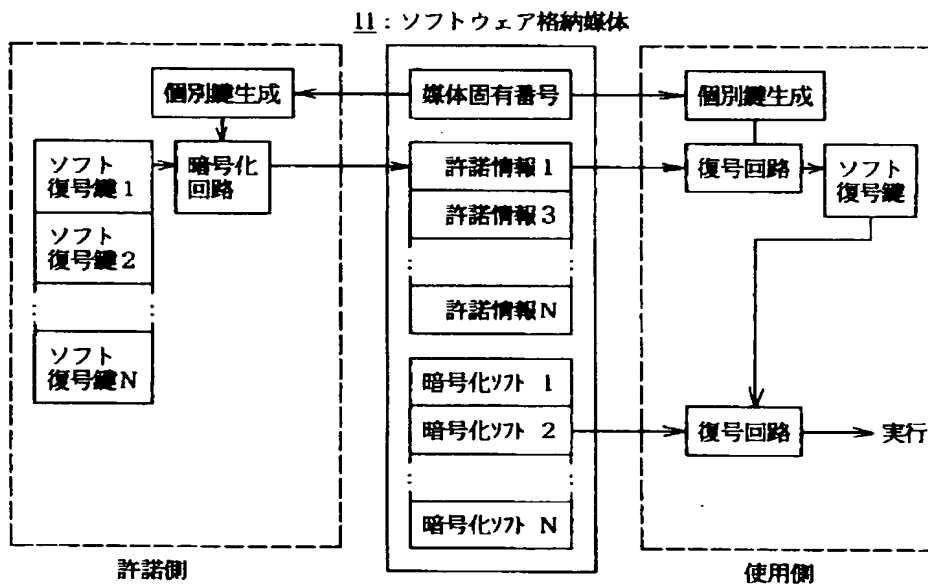 11：ソフトウェア格納媒体
個別鍵生成
ソフト
復号鍵1
暗号化
回路
ソフト
復号鍵2
ソフト
復号鍵N
許諾側
媒体固有番号
許諾情報1
許諾情報3
許諾情報N
暗号化ソフト 1
暗号化ソフト 2
暗号化ソフト N
個別鍵生成
復号回路
ソフト
復号鍵
復号回路
実行
使用側